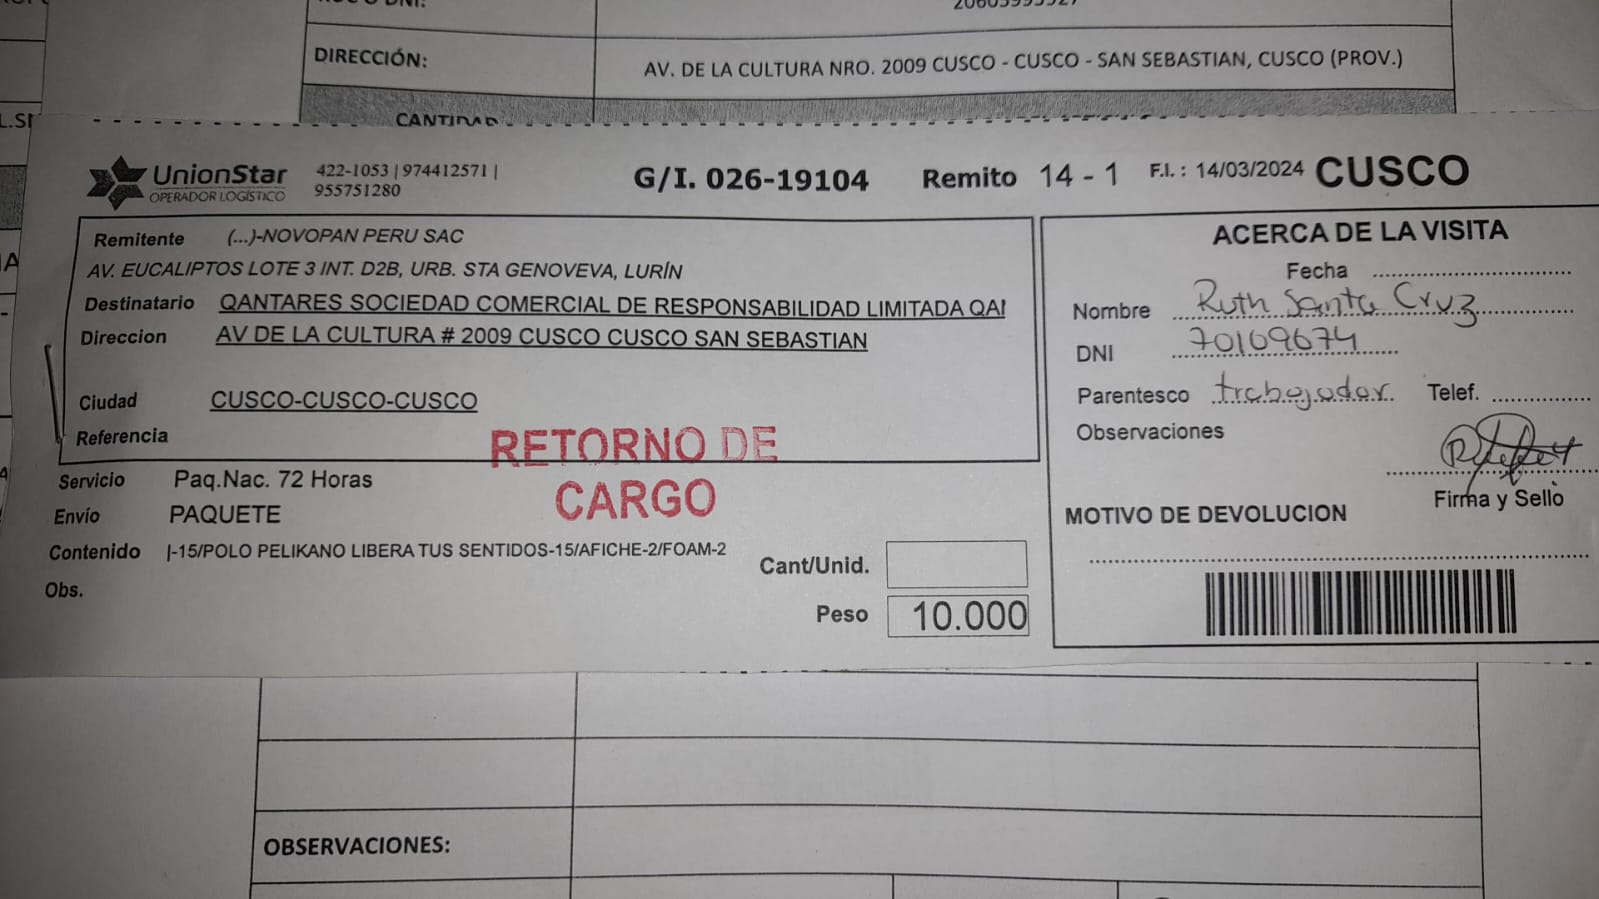 DIRECCIÓN: AV. DE LA CULTURA NRO. 2009 CUSCO - CUSCO - SAN SEBASTIAN, CUSCO (PROV.)
CANTIDAD
UnionStar 422-1053 | 974412571 | G/I. 026-19104 Remito 14 - 1 F.I. : 14/03/2024 CUSCO
OPERADOR LOGÍSTICO 955751280
Remitente (...)-NOVOPAN PERU SAC
AV. EUCALIPTOS LOTE 3 INT. D2B, URB. STA GENOVEVA, LURÍN
Destinatario QANTARES SOCIEDAD COMERCIAL DE RESPONSABILIDAD LIMITADA QAI
Direccion AV DE LA CULTURA # 2009 CUSCO CUSCO SAN SEBASTIAN
Ciudad CUSCO-CUSCO-CUSCO
Referencia
RETORNO DE
CARGO
Servicio Paq.Nac. 72 Horas
Envío PAQUETE
Contenido |-15/POLO PELIKANO LIBERA TUS SENTIDOS-15/AFICHE-2/FOAM-2
Obs.
Cant/Unid.
Peso 10.000
ACERCA DE LA VISITA
Fecha
Nombre Ruth Santa Cruz
DNI 70169674
Parentesco trabajador Telef.
Observaciones
Firma y Sello
MOTIVO DE DEVOLUCION
OBSERVACIONES: